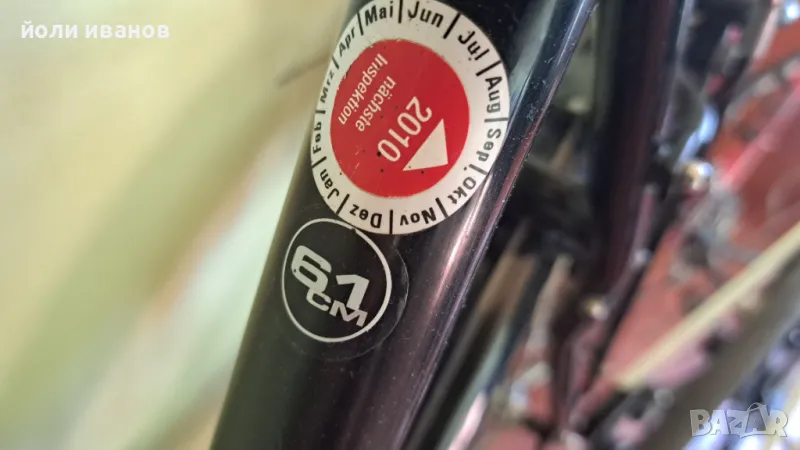 йоли иванов
Jan
Feb
Mrz
Apr
Mai
Jun
Jul
Aug
Sep
Okt
Nov
Dez
nächste
Inspektion
2010
61
CM
BAZAR